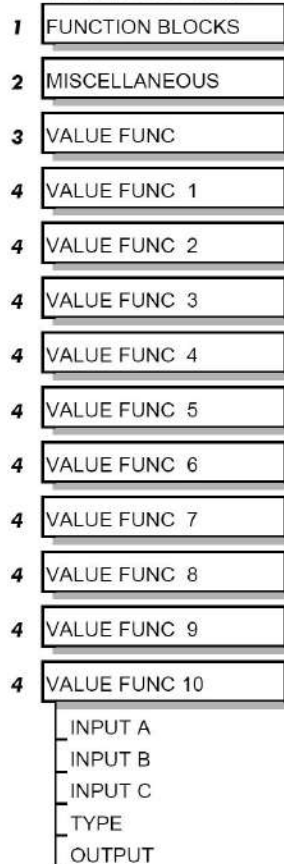 1 FUNCTION BLOCKS
2 MISCELLANEOUS
3 VALUE FUNC
4 VALUE FUNC 1
4 VALUE FUNC 2
4 VALUE FUNC 3
4 VALUE FUNC 4
4 VALUE FUNC 5
4 VALUE FUNC 6
4 VALUE FUNC 7
4 VALUE FUNC 8
4 VALUE FUNC 9
4 VALUE FUNC 10
INPUT A
INPUT B
INPUT C
TYPE
OUTPUT